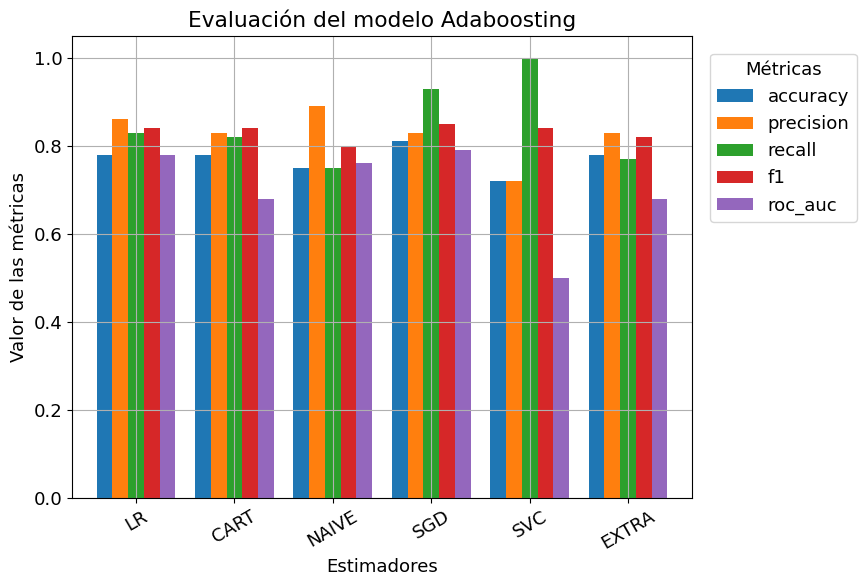 Evaluación del modelo Adaboosting
Valor de las métricas
1.0
0.8
0.6
0.4
0.2
0.0
LR
CART
NAIVE
SGD
SVC
EXTRA
Estimadores
Métricas
accuracy
precision
recall
f1
roc_auc